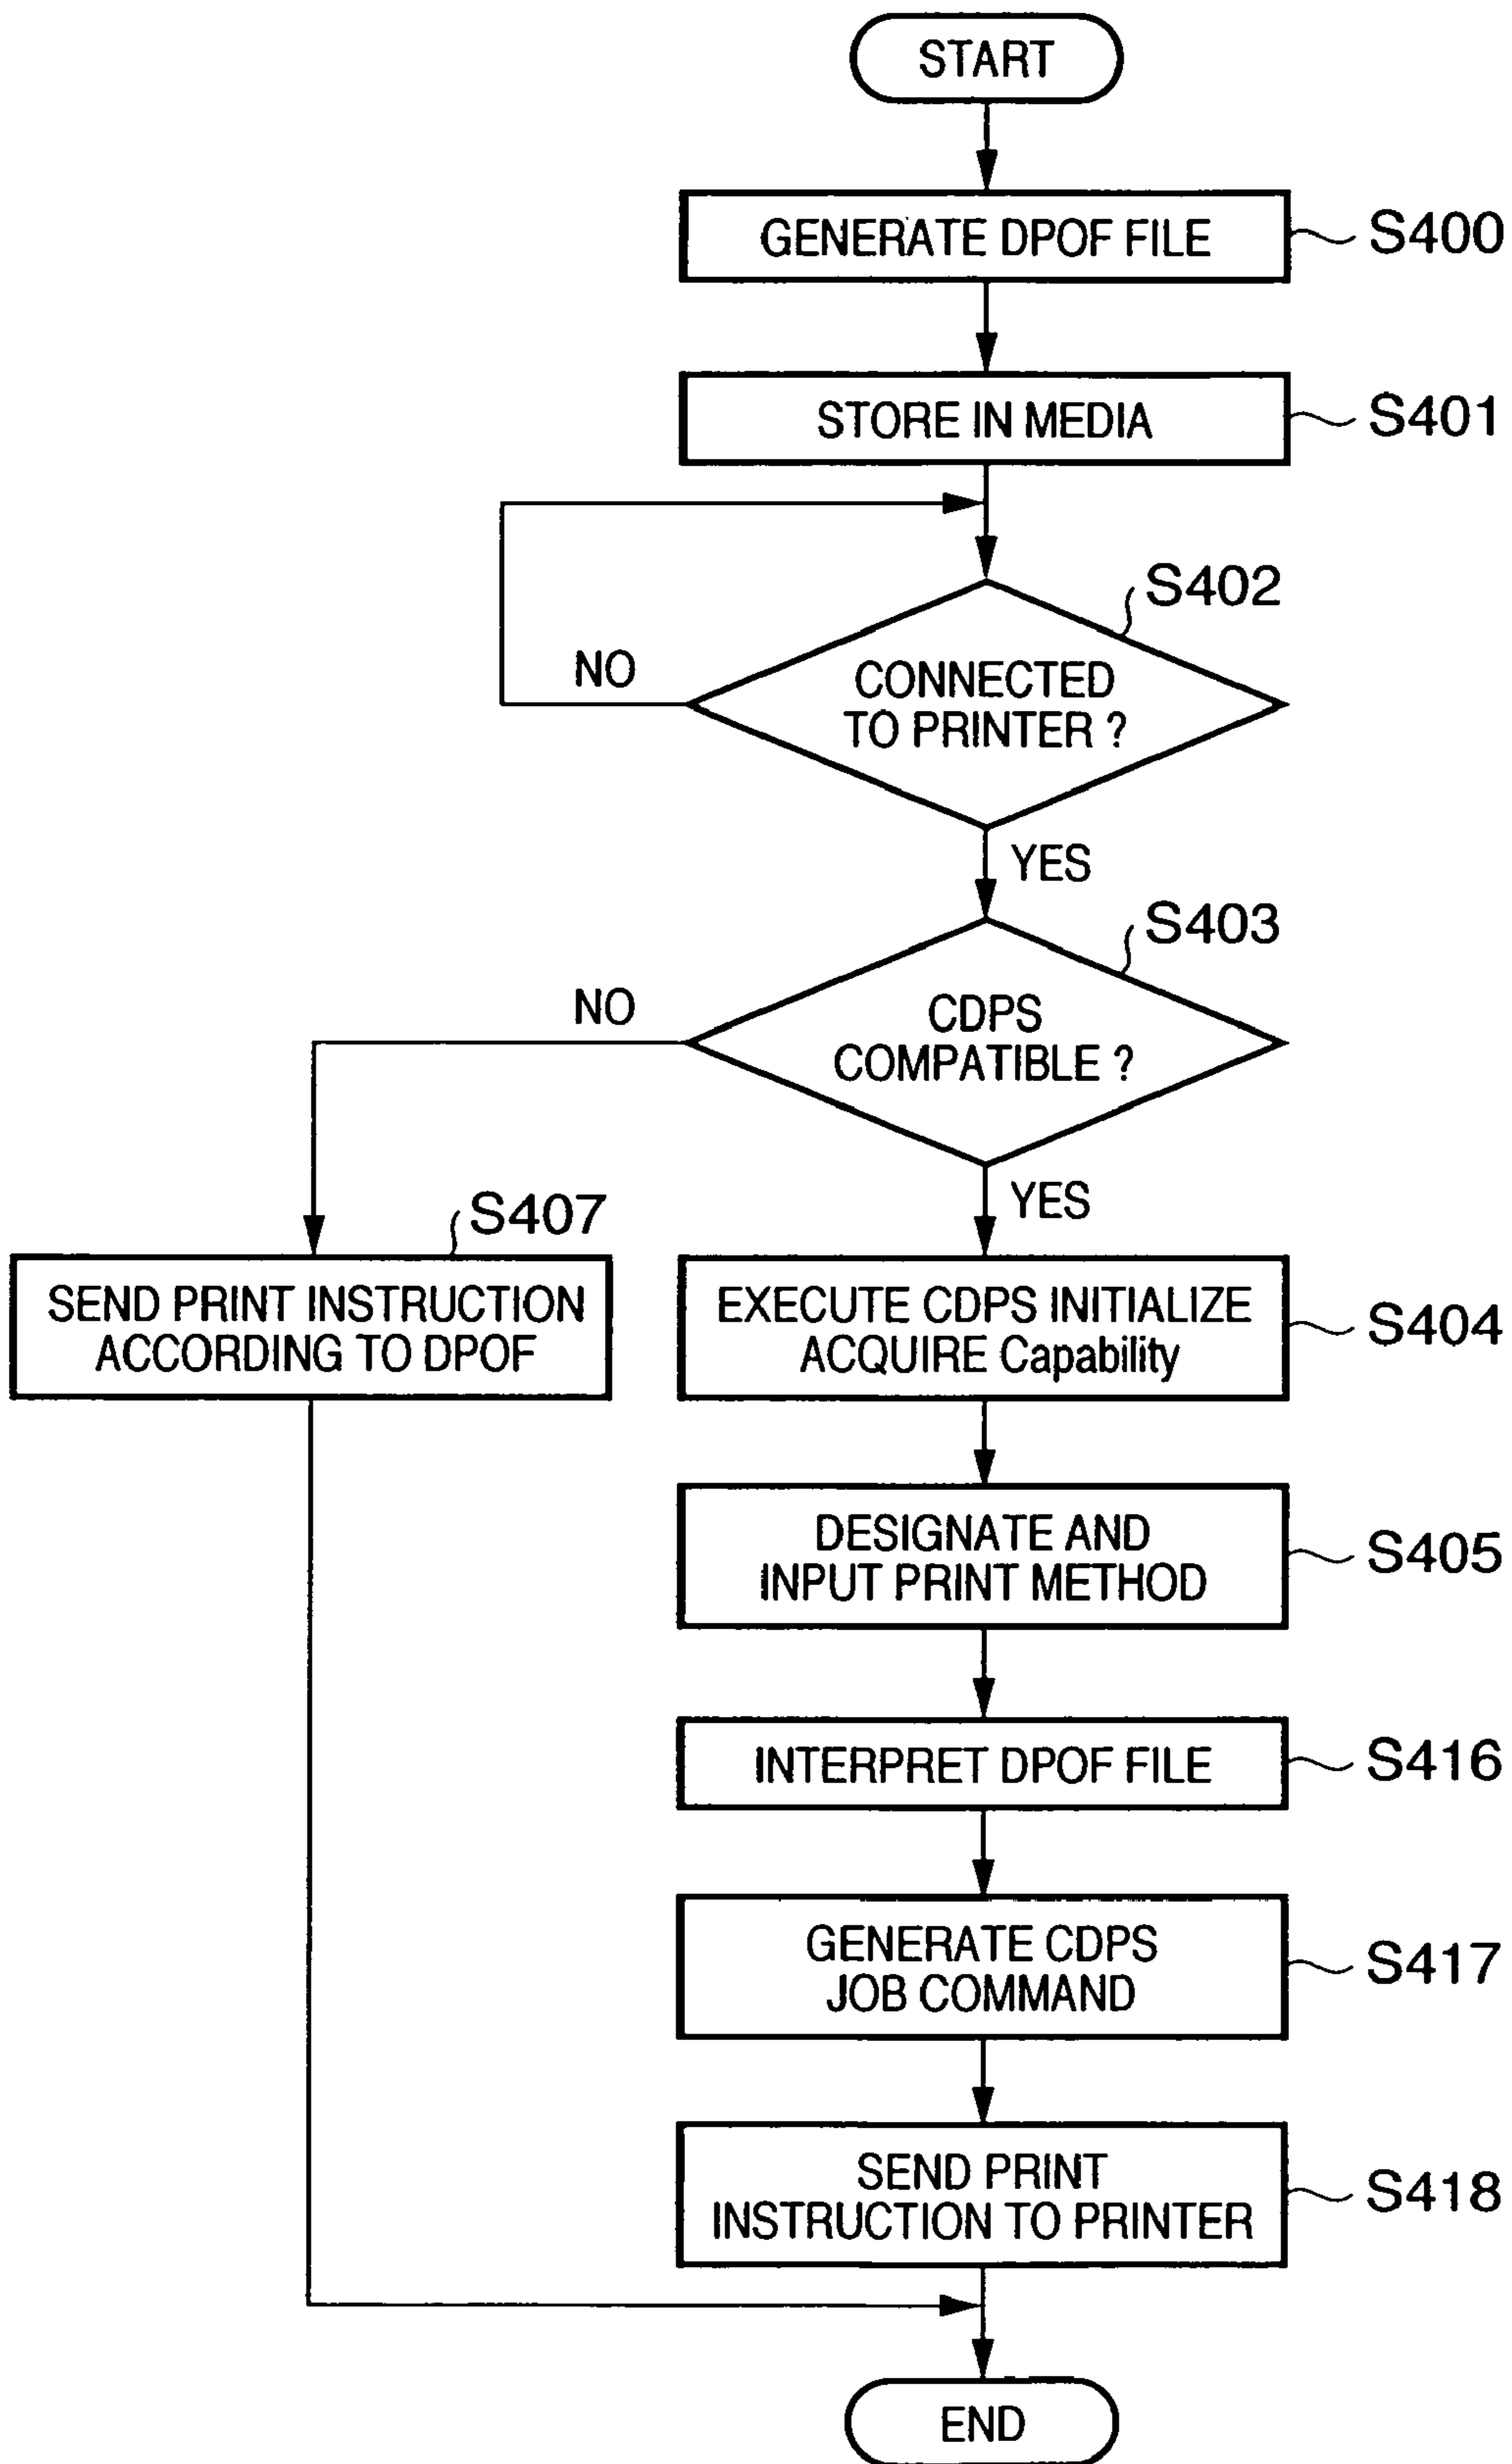 START
GENERATE DPOF FILE
S400
STORE IN MEDIA
S401
S402
NO
CONNECTED
TO PRINTER ?
YES
S403
NO
CDPS
COMPATIBLE ?
YES
S407
SEND PRINT INSTRUCTION
ACCORDING TO DPOF
EXECUTE CDPS INITIALIZE
ACQUIRE Capability
S404
DESIGNATE AND
INPUT PRINT METHOD
S405
INTERPRET DPOF FILE
S416
GENERATE CDPS
JOB COMMAND
S417
SEND PRINT
INSTRUCTION TO PRINTER
S418
END